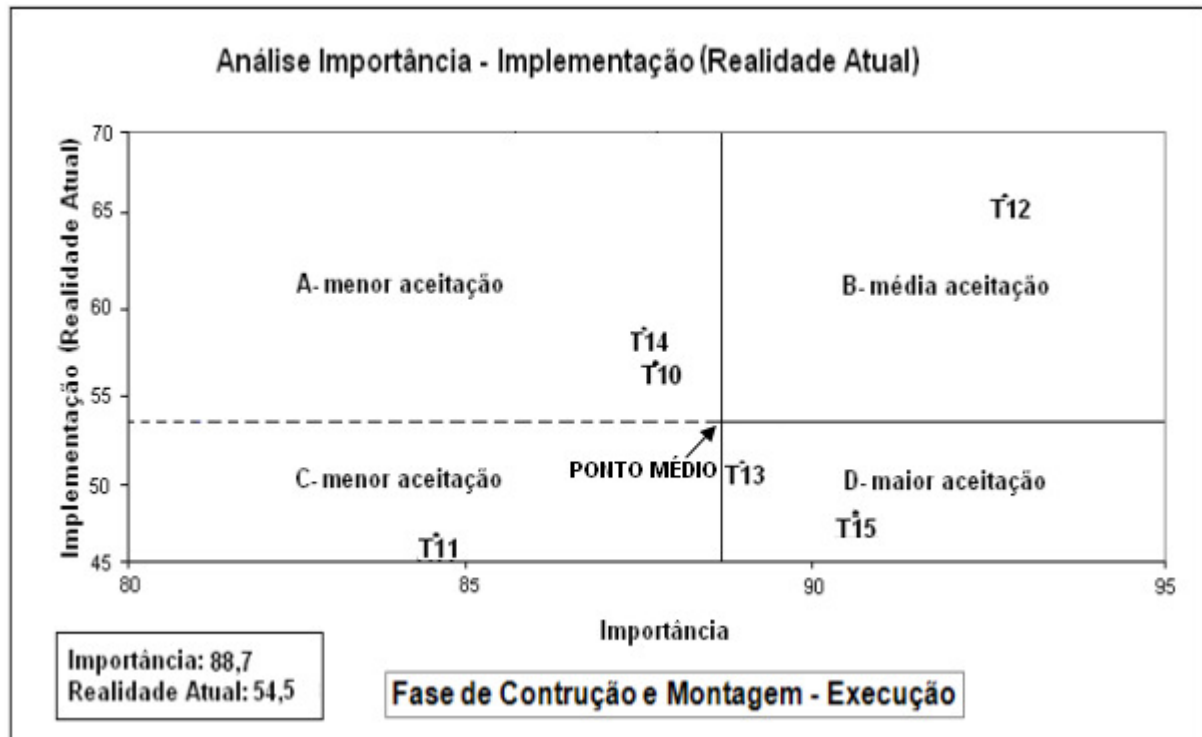 Análise Importância - Implementação (Realidade Atual)
Implementação (Realidade Atual)
70
65
60
55
50
45
T12
A- menor aceitação
B- média aceitação
T14
T10
PONTO MÉDIO
T13
C- menor aceitação
D- maior aceitação
T15
T11
80
85
90
95
Importância
Importância: 88,7
Realidade Atual: 54,5
Fase de Contrução e Montagem - Execução